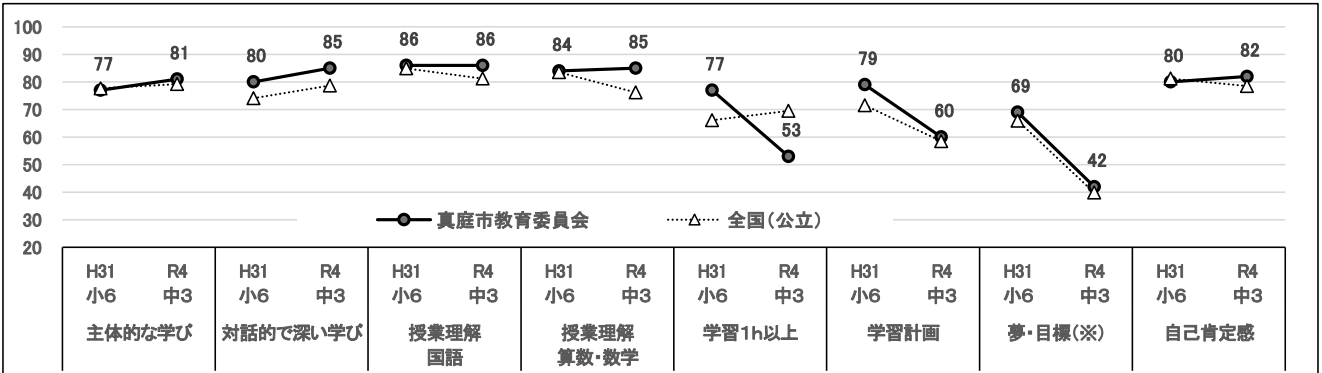 100
90
80
70
60
50
40
30
20
77 81 80 85 86 86 84 85 77 53 79 60 69 42 80 82
真庭市教育委員会 全国(公立)
H31 R4 H31 R4 H31 R4 H31 R4 H31 R4 H31 R4 H31 R4 H31 R4
小6 中3 小6 中3 小6 中3 小6 中3 小6 中3 小6 中3 小6 中3 小6 中3
主体的な学び 対話的で深い学び 授業理解 授業理解 学習1h以上 学習計画 夢・目標(※) 自己肯定感
国語 算数・数学